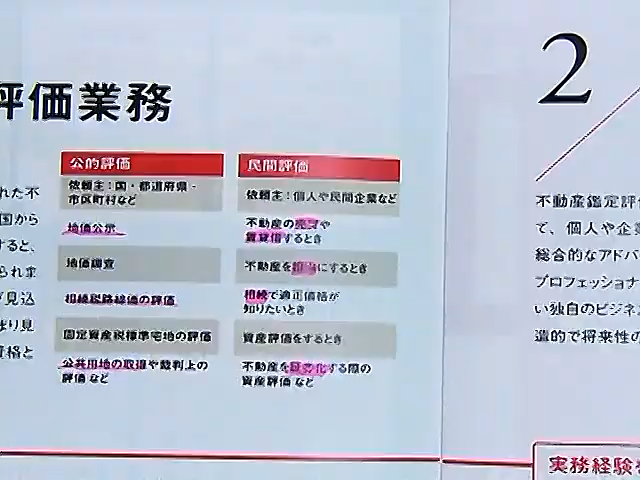 評価業務
公的評価
依頼主：国・都道府県・
市区町村など
地価公示
地価調査
相続税路線価の評価
固定資産税標準宅地の評価
公共用地の取得や裁判上の
評価など
民間評価
依頼主：個人や民間企業など
不動産の売買や
賃貸借するとき
不動産を担当にするとき
相続で適正価格が
知りたいとき
資産評価をするとき
不動産を証券化する際の
資産評価など
れた不
国から
すると、
られま
見込
より見
資格と
2
不動産鑑定評価
て、個人や企業
総合的なアドバ
プロフェッショナ
い独自のビジネ
造的で将来性の
実務経験を